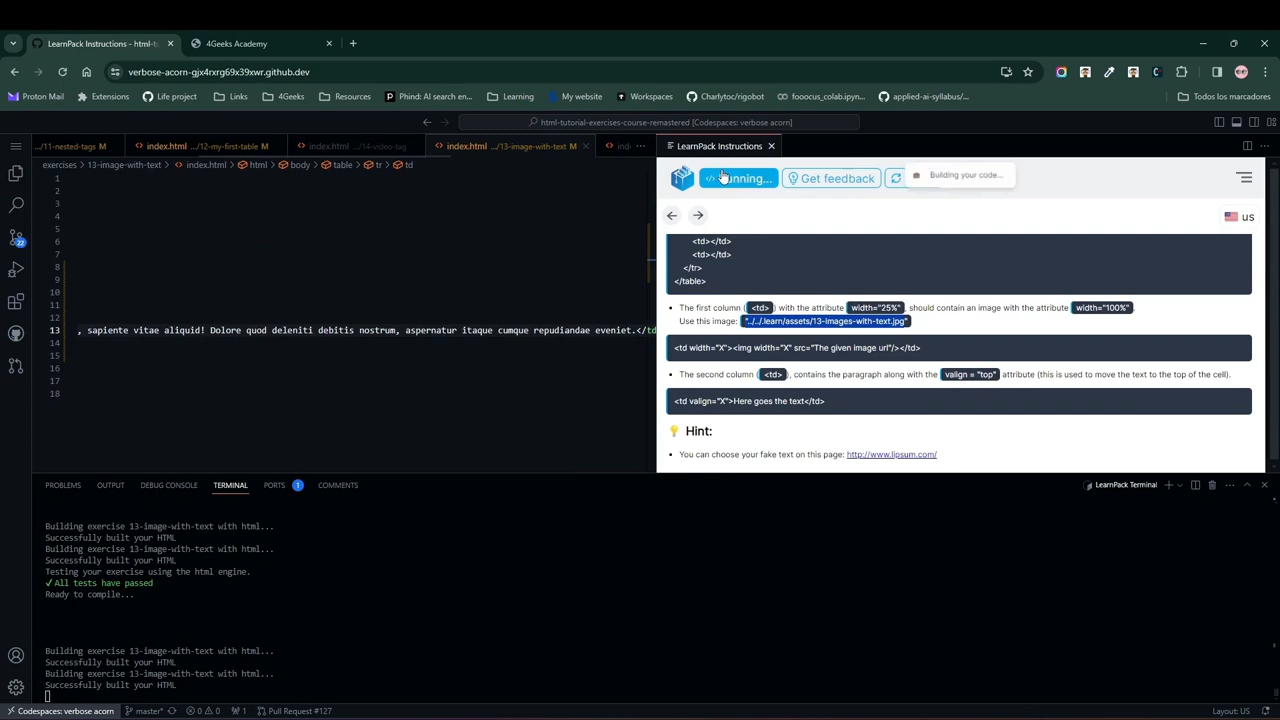 LearnPack Instructions - html-tu
4Geeks Academy
verbose-acorn-gjx4rxrg69x39xwr.github.dev
Proton Mail
Extensions
Life project
Links
4Geeks
Resources
Phind: AI search en...
Learning
My website
Workspaces
Charlytoc/rigobot
fooocus_colab.ipyn...
applied-ai-syllabus/...
Todos los marcadores
html-tutorial-exercises-course-remastered [Codespaces: verbose acorn]
.../11-nested-tags M
index.html .../12-my-first-table M
index.html .../14-video-tag
index.html .../13-image-with-text M
LearnPack Instructions
exercises > 13-image-with-text > index.html > html > body > table > tr > td
1
2
3
4
5
6
7
8
9
10
11
12
13 , sapiente vitae aliquid! Dolore quod deleniti debitis nostrum, aspernatur itaque cumque repudiandae eveniet.</td
14
15
16
17
18
Get feedback
Building your code...
us
<td></td>
<td></td>
</tr>
</table>
The first column ( <td> ) with the attribute width="25%", should contain an image with the attribute width="100%".
Use this image: "../../.learn/assets/13-images-with-text.jpg"
<td width="X"><img width="X" src="The given image url"/></td>
The second column ( <td> ), contains the paragraph along with the valign = "top" attribute (this is used to move the text to the top of the cell).
<td valign="X">Here goes the text</td>
💡 Hint:
You can choose your fake text on this page: http://www.lipsum.com/
PROBLEMS OUTPUT DEBUG CONSOLE TERMINAL PORTS 1 COMMENTS
LearnPack Terminal
Building exercise 13-image-with-text with html...
Successfully built your HTML
Building exercise 13-image-with-text with html...
Successfully built your HTML
Testing your exercise using the html engine.
✓All tests have passed
Ready to compile...
Building exercise 13-image-with-text with html...
Successfully built your HTML
Building exercise 13-image-with-text with html...
Successfully built your HTML
22
Codespaces: verbose acorn
master*
0
0
1
Pull Request #127
Layout: US